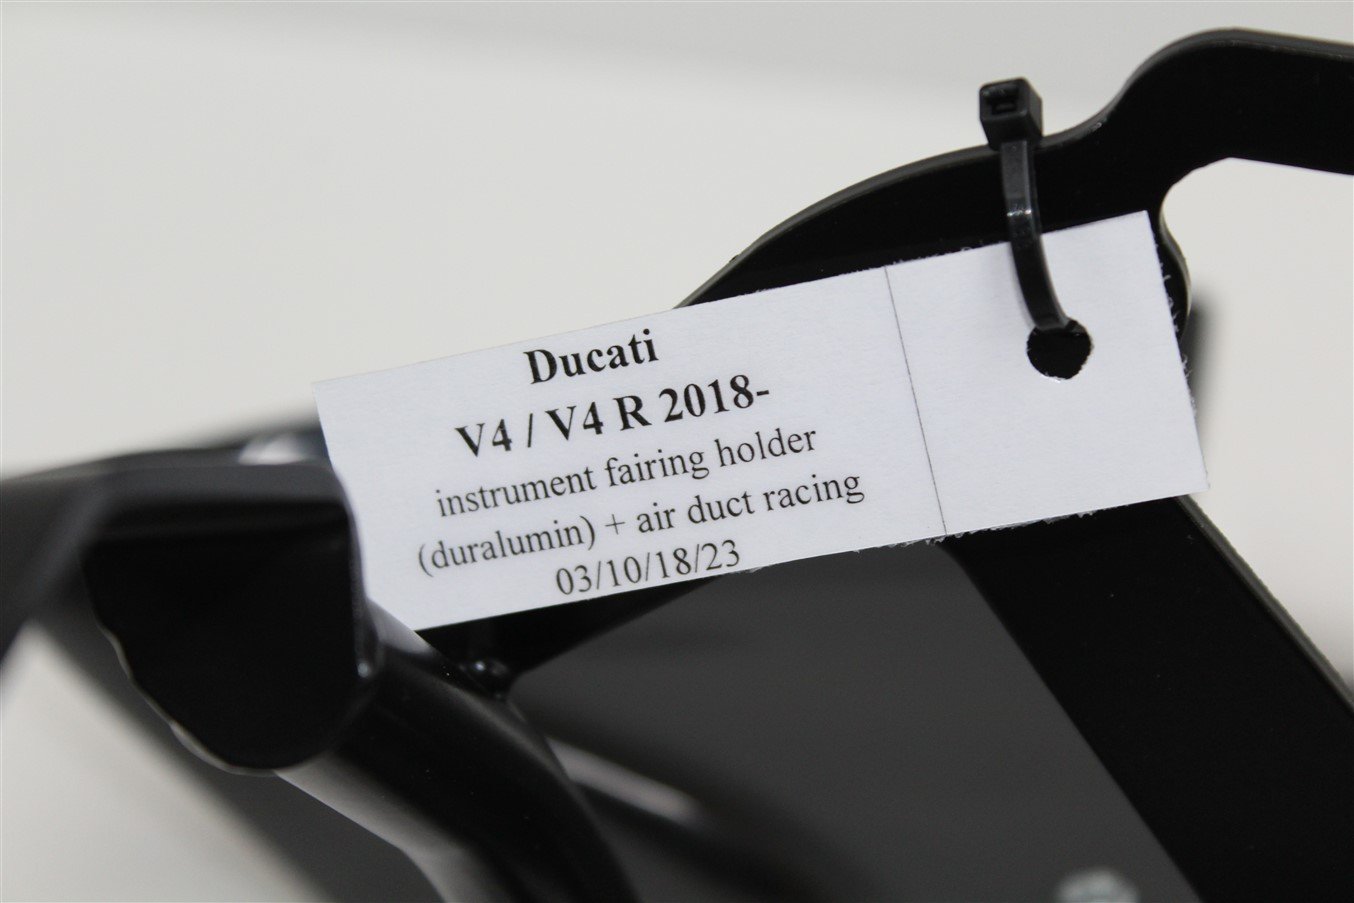 Ducati
V4 / V4 R 2018-
instrument fairing holder
(duralumin) + air duct racing
03/10/18/23